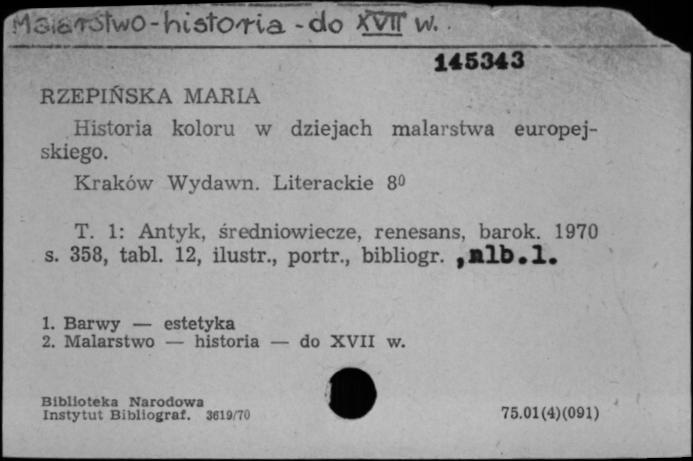 Malarstwo-historia-do XVII w.
145343
RZEPIŃSKA MARIA
Historia koloru w dziejach malarstwa europej-
skiego.
Kraków Wydawn. Literackie 8⁰
T. 1: Antyk, średniowiecze, renesans, barok. 1970
s. 358, tabl. 12, ilustr., portr., bibliogr. ,nlb.1.
1. Barwy — estetyka
2. Malarstwo — historia — do XVII w.
Biblioteka Narodowa
Instytut Bibliograf. 3619/70
75.01(4)(091)